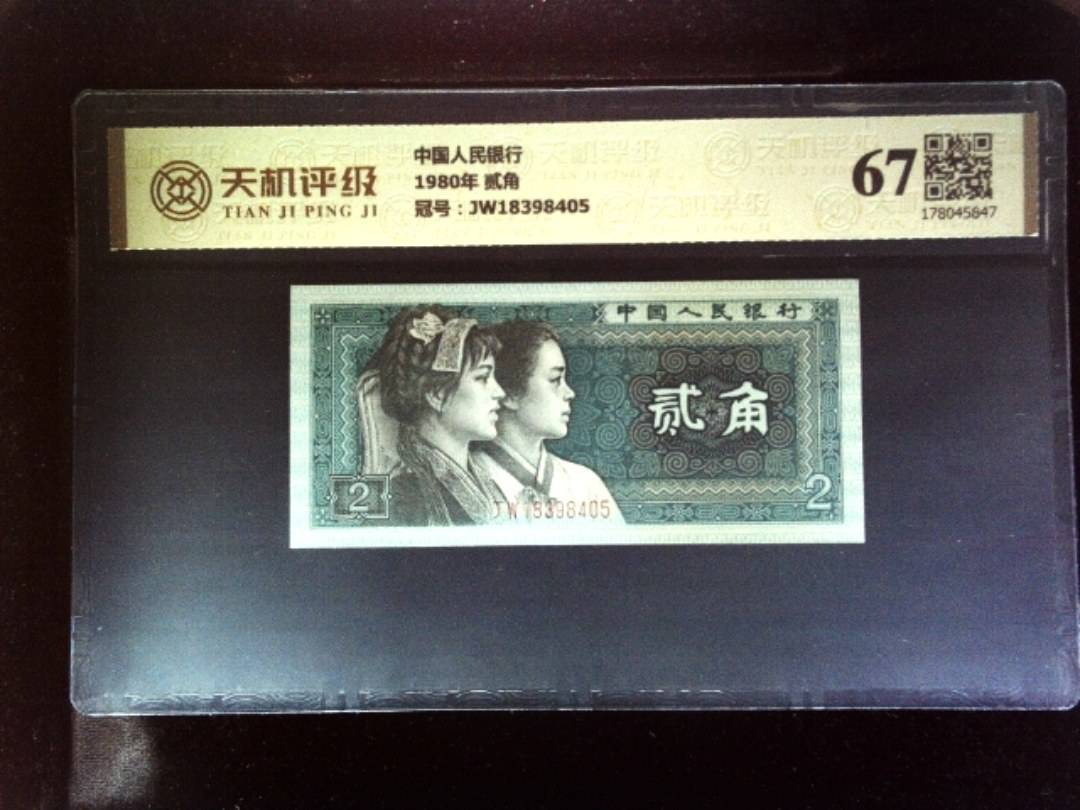 天机评级
TIAN JI PING JI
中国人民银行
1980年 贰角
冠号：JW18398405
67
178045847
中国人民银行
贰角
2
2
JW18398405